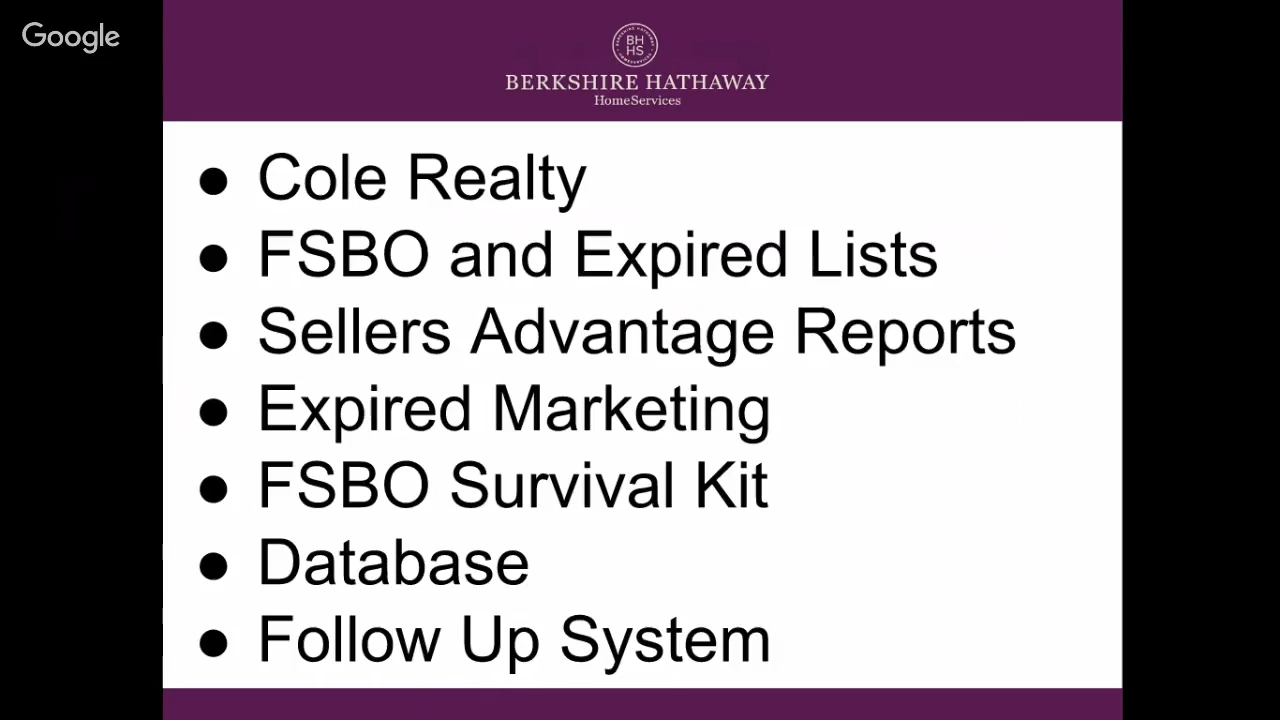 Google
BH
HS
BERKSHIRE HATHAWAY
HomeServices
● Cole Realty
● FSBO and Expired Lists
● Sellers Advantage Reports
● Expired Marketing
● FSBO Survival Kit
● Database
● Follow Up System